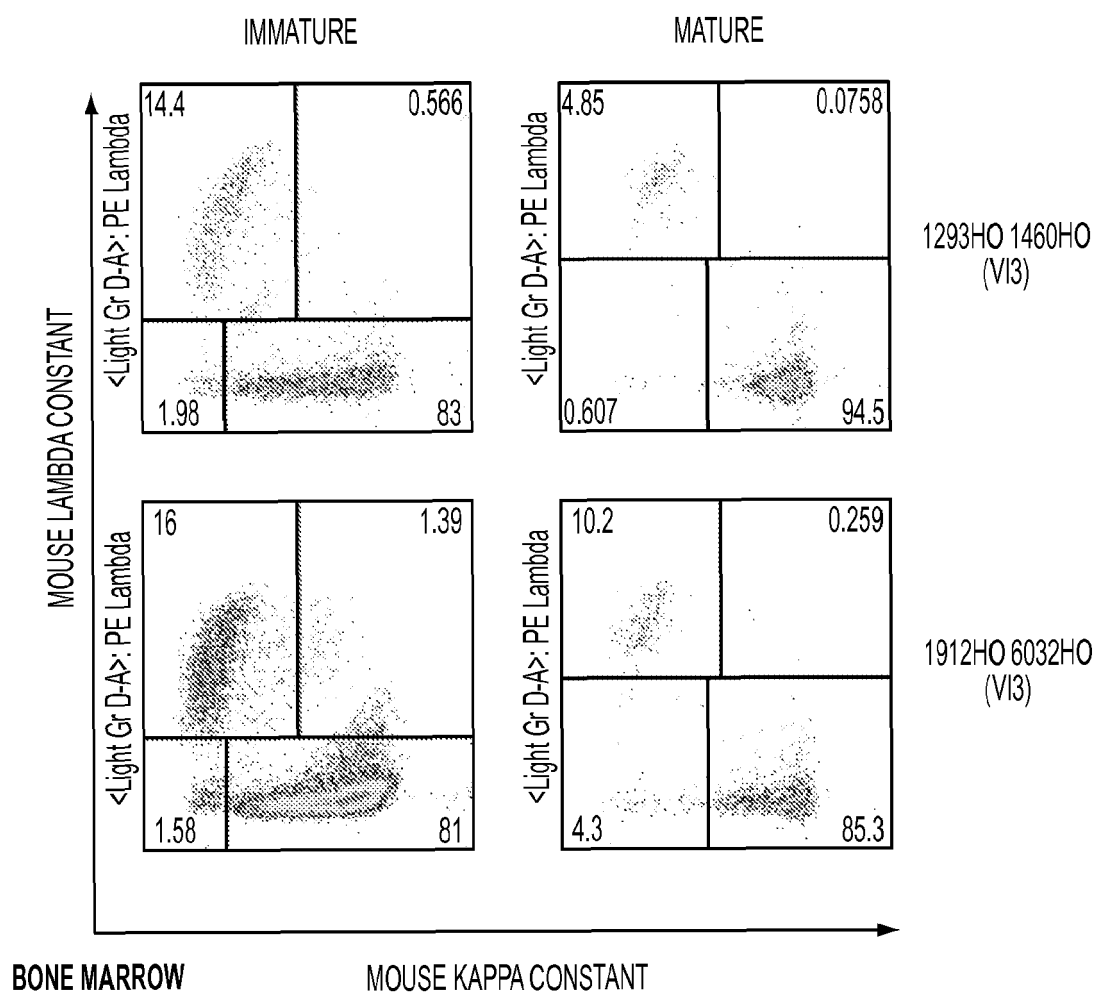 IMMATURE
MATURE
MOUSE LAMBDA CONSTANT
<Light Gr D-A>: PE Lambda
14.4
0.566
1.98
83
<Light Gr D-A>: PE Lambda
4.85
0.0758
0.607
94.5
1293HO 1460HO
(VI3)
<Light Gr D-A>: PE Lambda
16
1.39
1.58
81
<Light Gr D-A>: PE Lambda
10.2
0.259
4.3
85.3
1912HO 6032HO
(VI3)
BONE MARROW
MOUSE KAPPA CONSTANT